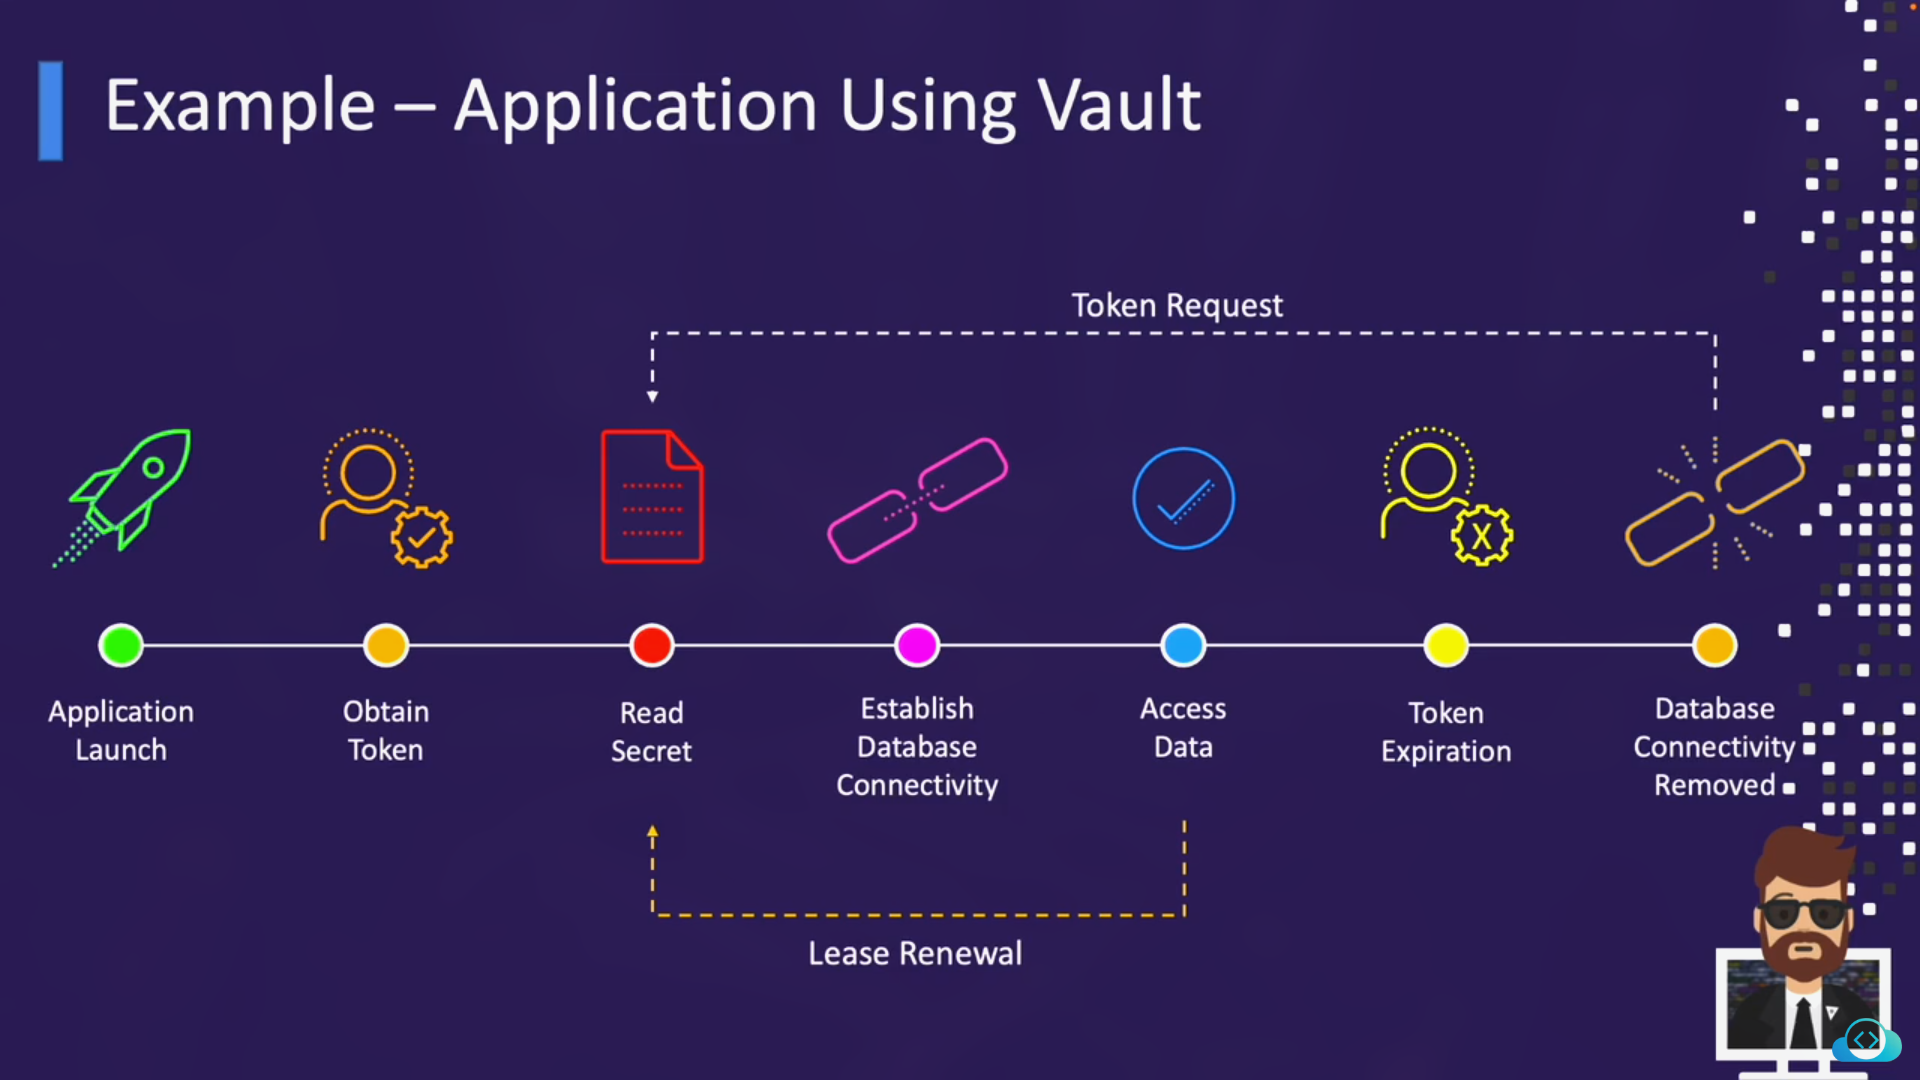 Example – Application Using Vault
Token Request
Application
Launch
Obtain
Token
Read
Secret
Establish
Database
Connectivity
Access
Data
Token
Expiration
Database
Connectivity
Removed
Lease Renewal